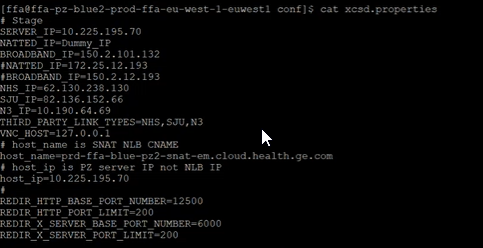 [ffa@ffa-pz-blue2-prod-ffa-eu-west-1-euwest1 conf]$ cat xcsd.properties
# Stage
SERVER_IP=10.225.195.70
NATTED_IP=Dummy_IP
BROADBAND_IP=150.2.101.132
#NATTED_IP=172.25.12.193
#BROADBAND_IP=150.2.12.193
NHS_IP=62.130.238.130
SJU_IP=82.136.152.66
N3_IP=10.190.64.69
THIRD_PARTY_LINK_TYPES=NHS,SJU,N3
VNC_HOST=127.0.0.1
# host_name is SNAT NLB CNAME
host_name=prd-ffa-blue-pz2-snat-em.cloud.health.ge.com
# host_ip is PZ server IP not NLB IP
host_ip=10.225.195.70
#
REDIR_HTTP_BASE_PORT_NUMBER=12500
REDIR_HTTP_PORT_LIMIT=200
REDIR_X_SERVER_BASE_PORT_NUMBER=6000
REDIR_X_SERVER_PORT_LIMIT=200